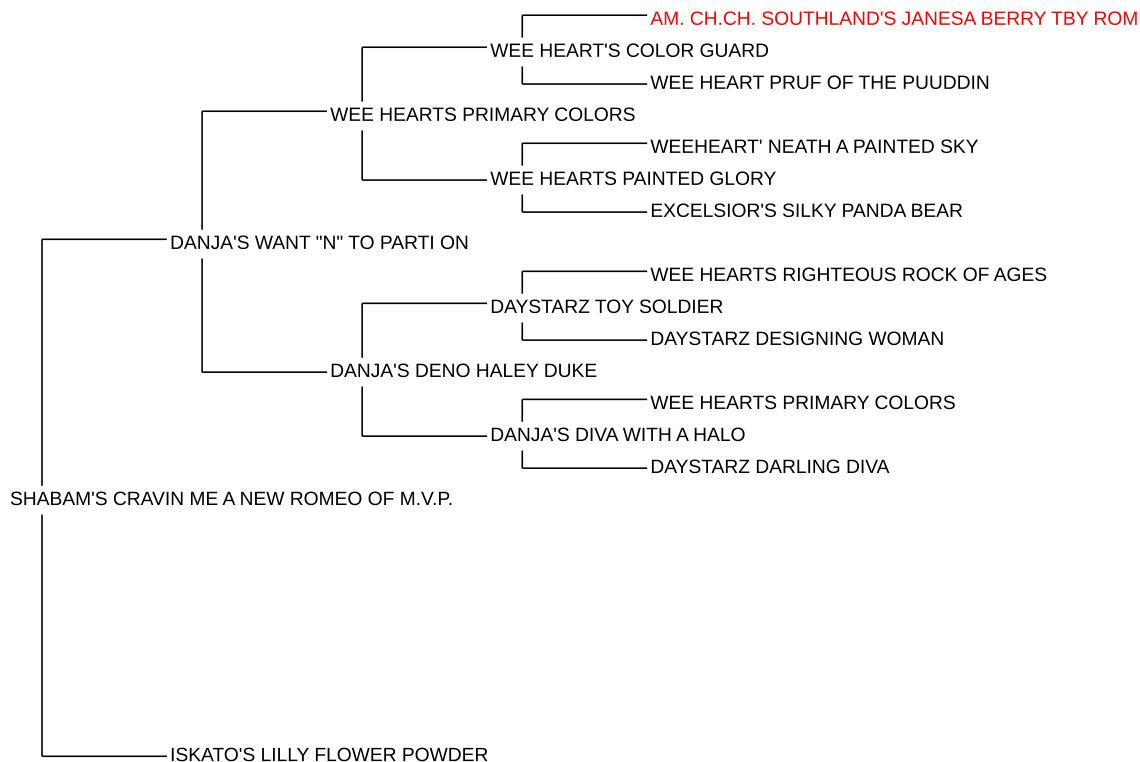 AM. CH.CH. SOUTHLAND'S JANESA BERRY TBY ROM
WEE HEART'S COLOR GUARD
WEE HEART PRUF OF THE PUUDDIN
WEE HEARTS PRIMARY COLORS
WEEHEART' NEATH A PAINTED SKY
WEE HEARTS PAINTED GLORY
EXCELSIOR'S SILKY PANDA BEAR
DANJA'S WANT "N" TO PARTI ON
WEE HEARTS RIGHTEOUS ROCK OF AGES
DAYSTARZ TOY SOLDIER
DAYSTARZ DESIGNING WOMAN
DANJA'S DENO HALEY DUKE
WEE HEARTS PRIMARY COLORS
DANJA'S DIVA WITH A HALO
DAYSTARZ DARLING DIVA
SHABAM'S CRAVIN ME A NEW ROMEO OF M.V.P.
ISKATO'S LILLY FLOWER POWDER